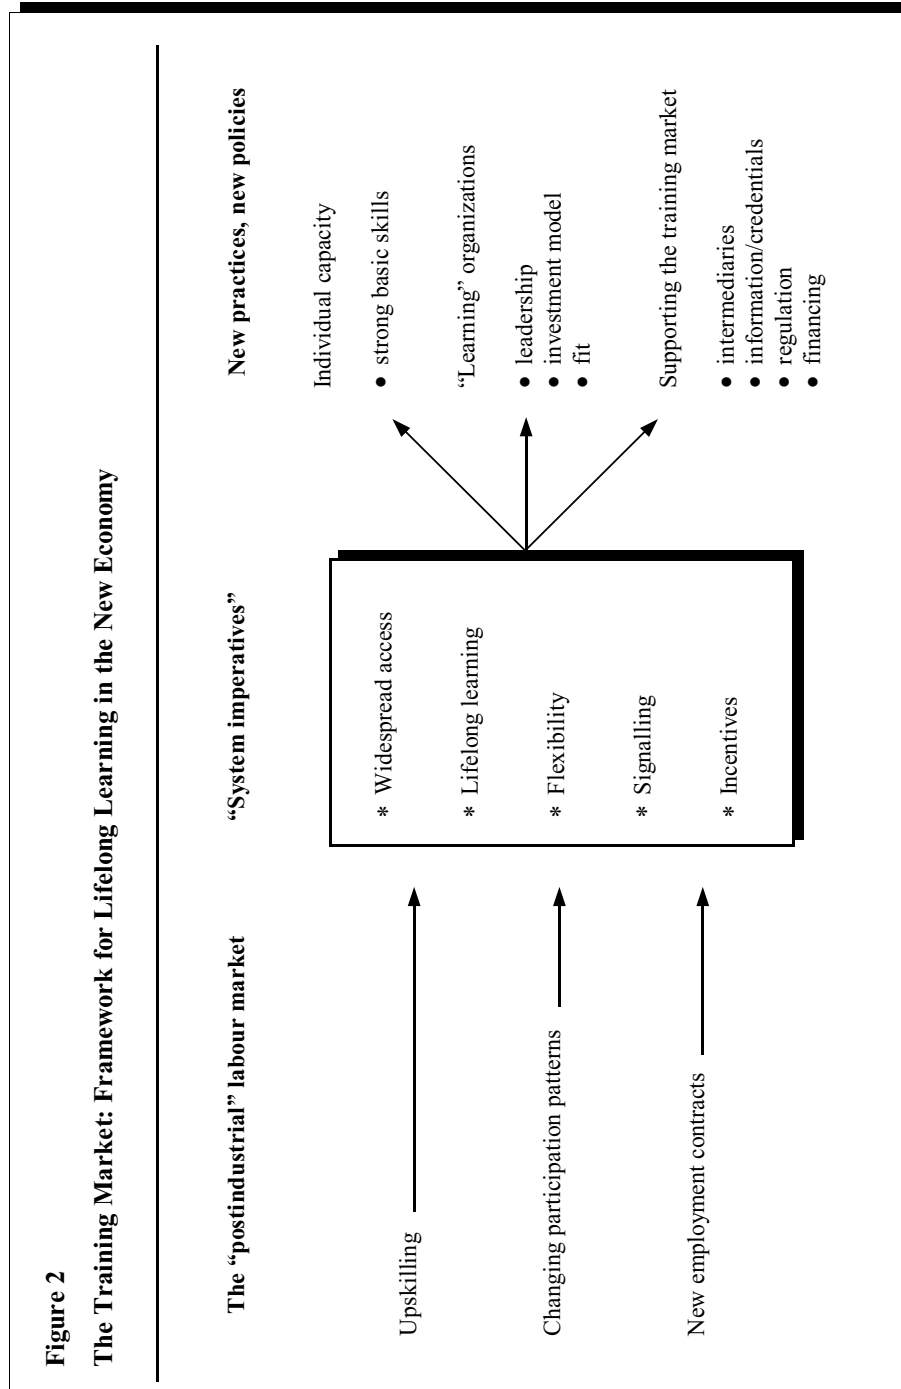 Figure 2
The Training Market: Framework for Lifelong Learning in the New Economy
The “postindustrial” labour market
Upskilling
Changing participation patterns
New employment contracts
“System imperatives”
* Widespread access
* Lifelong learning
* Flexibility
* Signalling
* Incentives
New practices, new policies
Individual capacity
• strong basic skills
“Learning” organizations
• leadership
• investment model
• fit
Supporting the training market
• intermediaries
• information/credentials
• regulation
• financing